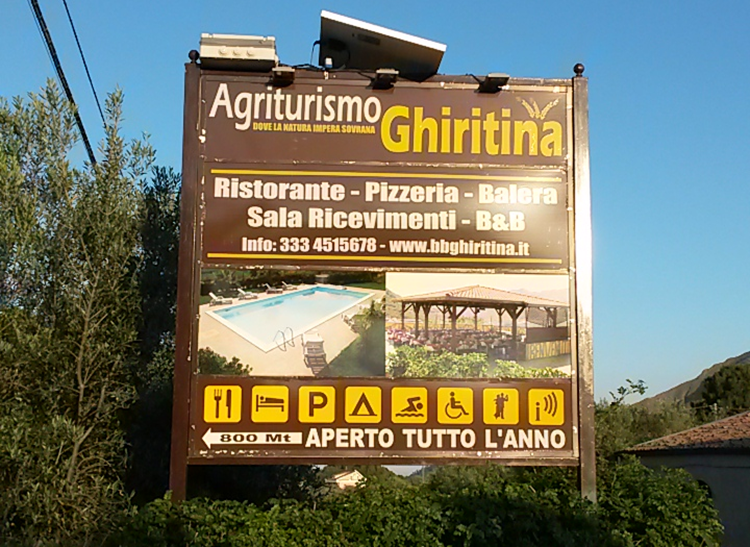 Agriturismo
DOVE LA NATURA IMPERA SOVRANA
Ghiritina
Ristorante - Pizzeria - Balera
Sala Ricevimenti - B&B
Info: 333 4515678 - www.bbghiritina.it
P i
800 Mt APERTO TUTTO L'ANNO